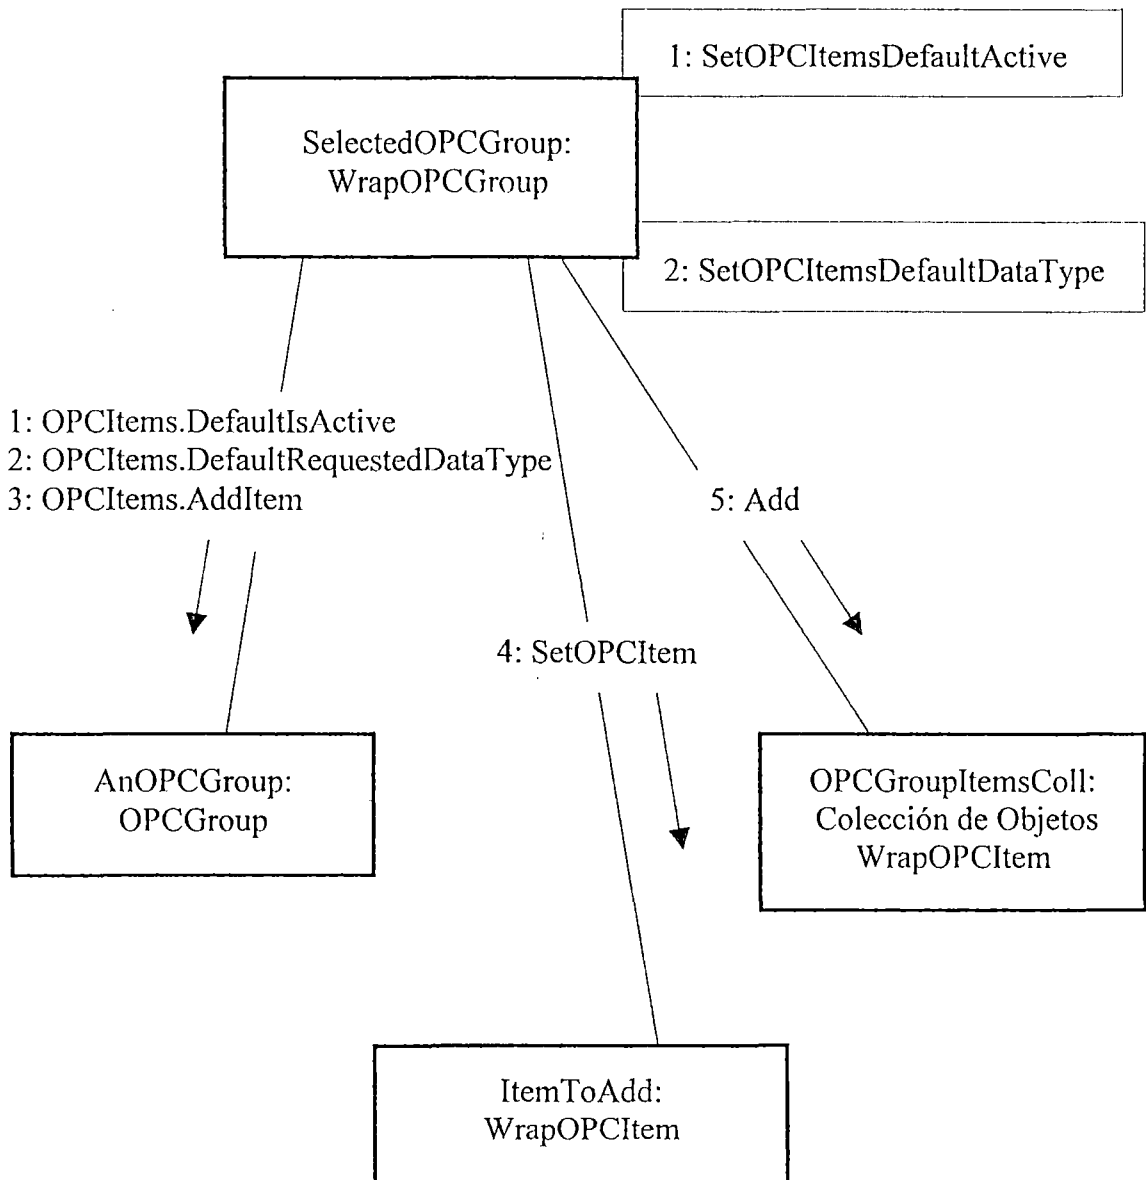 1: SetOPCItemsDefaultActive
SelectedOPCGroup:
WrapOPCGroup
2: SetOPCItemsDefaultDataType
1: OPCItems.DefaultIsActive
2: OPCItems.DefaultRequestedDataType
3: OPCItems.AddItem
5: Add
4: SetOPCItem
AnOPCGroup:
OPCGroup
OPCGroupItemsColl:
Colección de Objetos
WrapOPCItem
ItemToAdd:
WrapOPCItem